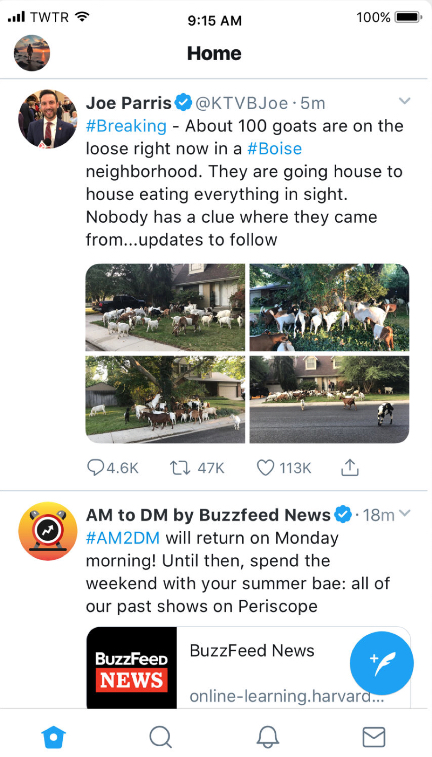 TWTR
9:15 AM
100%
Home
Joe Parris @KTVBJoe · 5m
#Breaking - About 100 goats are on the
loose right now in a #Boise
neighborhood. They are going house to
house eating everything in sight.
Nobody has a clue where they came
from...updates to follow
4.6K 47K 113K
AM to DM by Buzzfeed News · 18m
#AM2DM will return on Monday
morning! Until then, spend the
weekend with your summer bae: all of
our past shows on Periscope
BuzzFeed
NEWS
BuzzFeed News
online-learning.harvard...